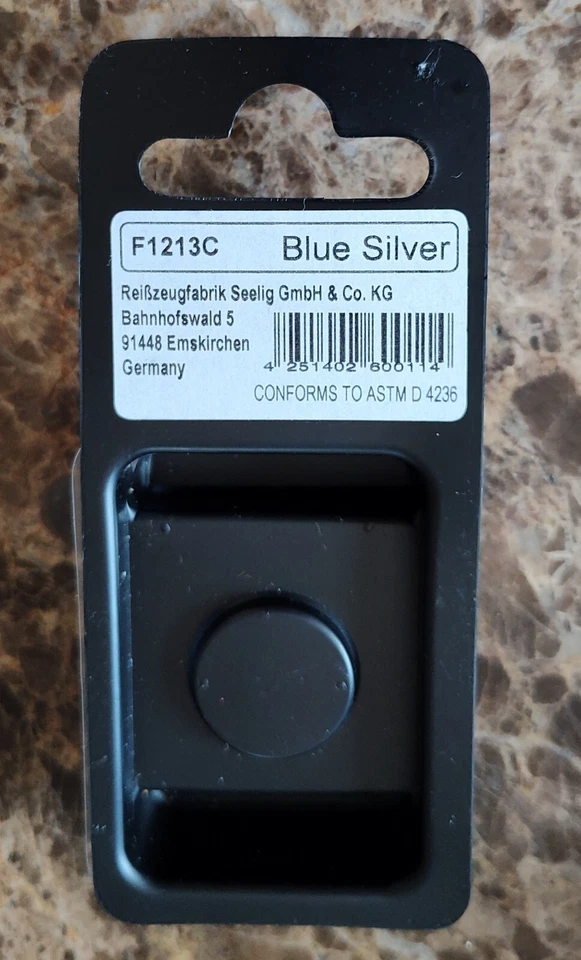 F1213C Blue Silver
Reißzeugfabrik Seelig GmbH & Co. KG
Bahnhofswald 5
91448 Emskirchen
Germany
4 251402 800114
CONFORMS TO ASTM D 4236